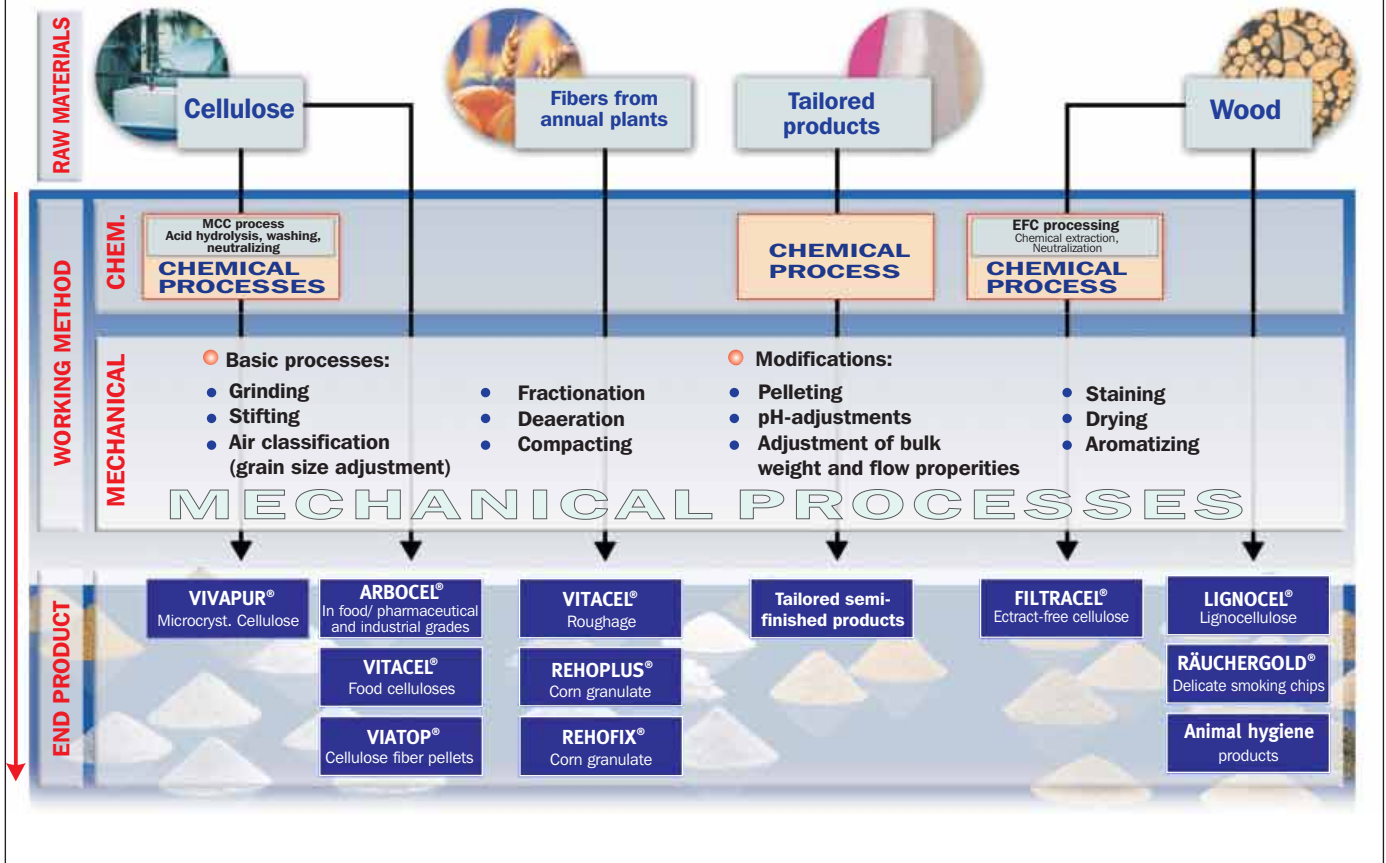 RAW MATERIALS
Cellulose
Fibers from
annual plants
Tailored
products
Wood
WORKING METHOD
CHEM.
MCC process
Acid hydrolysis, washing,
neutralizing
CHEMICAL
PROCESSES
CHEMICAL
PROCESS
EFC processing
Chemical extraction,
Neutralization
CHEMICAL
PROCESS
MECHANICAL
Basic processes:
• Grinding
• Stifting
• Air classification
(grain size adjustment)
• Fractionation
• Deaeration
• Compacting
Modifications:
• Pelleting
• pH-adjustments
• Adjustment of bulk
weight and flow properities
• Staining
• Drying
• Aromatizing
MECHANICAL PROCESSES
END PRODUCT
VIVAPUR®
Microcryst. Cellulose
ARBOCEL®
In food/ pharmaceutical
and industrial grades
VITACEL®
Food celluloses
VIATOP®
Cellulose fiber pellets
VITACEL®
Roughage
REHOPLUS®
Corn granulate
REHOFIX®
Corn granulate
Tailored semi-
finished products
FILTRACEL®
Ectract-free cellulose
LIGNOCEL®
Lignocellulose
RÄUCHERGOLD®
Delicate smoking chips
Animal hygiene
products